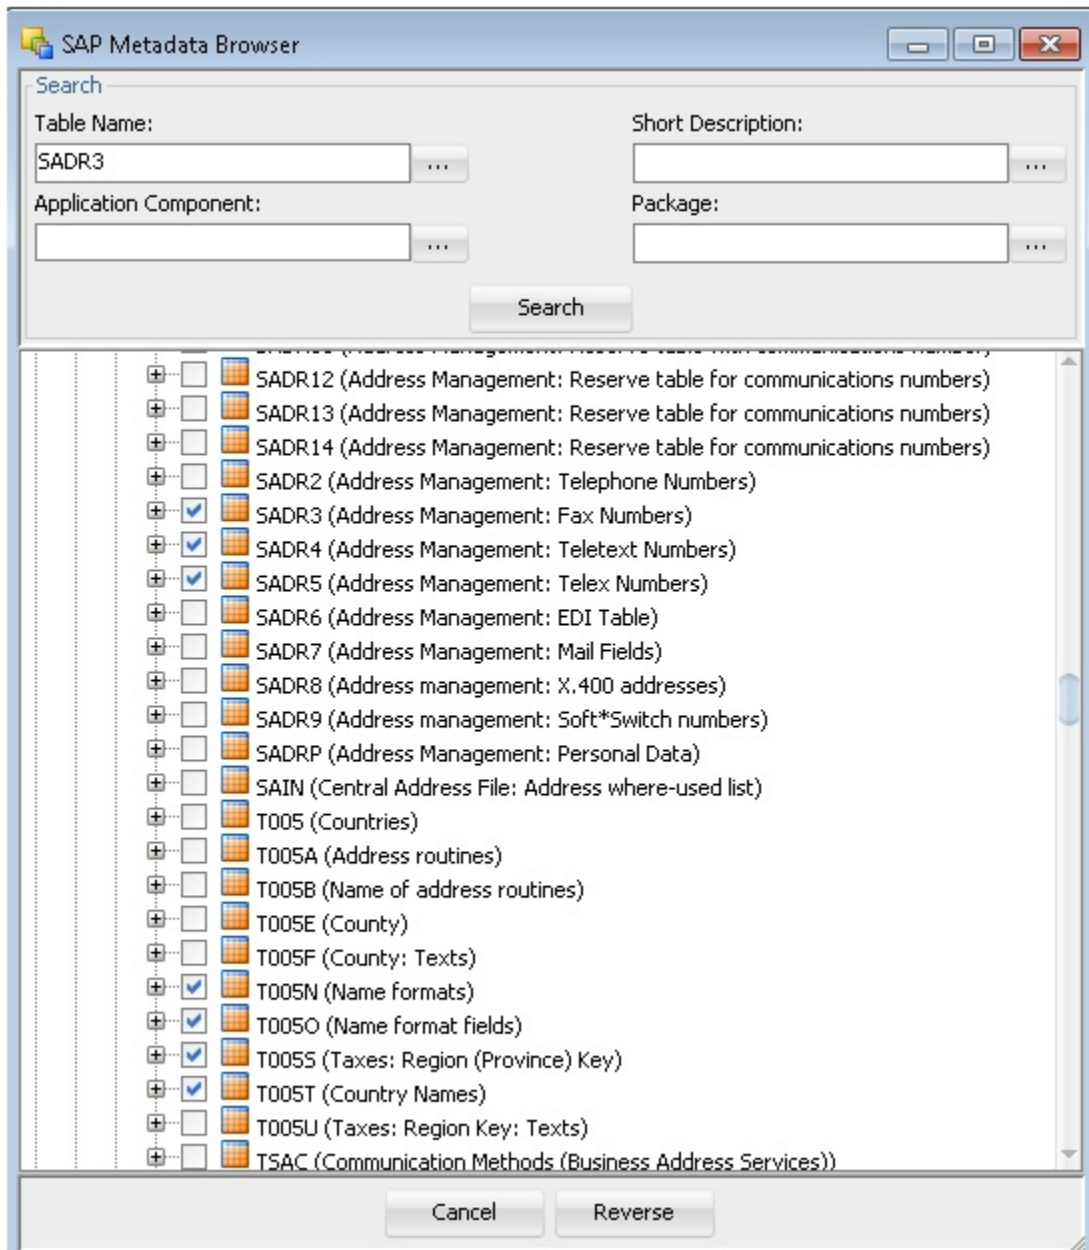 SAP Metadata Browser
Search
Table Name:
Short Description:
SADR3
...
...
Application Component:
Package:
...
...
Search
SADR12 (Address Management: Reserve table for communications numbers)
SADR13 (Address Management: Reserve table for communications numbers)
SADR14 (Address Management: Reserve table for communications numbers)
SADR2 (Address Management: Telephone Numbers)
SADR3 (Address Management: Fax Numbers)
SADR4 (Address Management: Teletext Numbers)
SADR5 (Address Management: Telex Numbers)
SADR6 (Address Management: EDI Table)
SADR7 (Address Management: Mail Fields)
SADR8 (Address management: X.400 addresses)
SADR9 (Address management: Soft*Switch numbers)
SADRP (Address Management: Personal Data)
SAIN (Central Address File: Address where-used list)
T005 (Countries)
T005A (Address routines)
T005B (Name of address routines)
T005E (County)
T005F (County: Texts)
T005N (Name formats)
T005O (Name format fields)
T005S (Taxes: Region (Province) Key)
T005T (Country Names)
T005U (Taxes: Region Key: Texts)
TSAC (Communication Methods (Business Address Services))
Cancel
Reverse